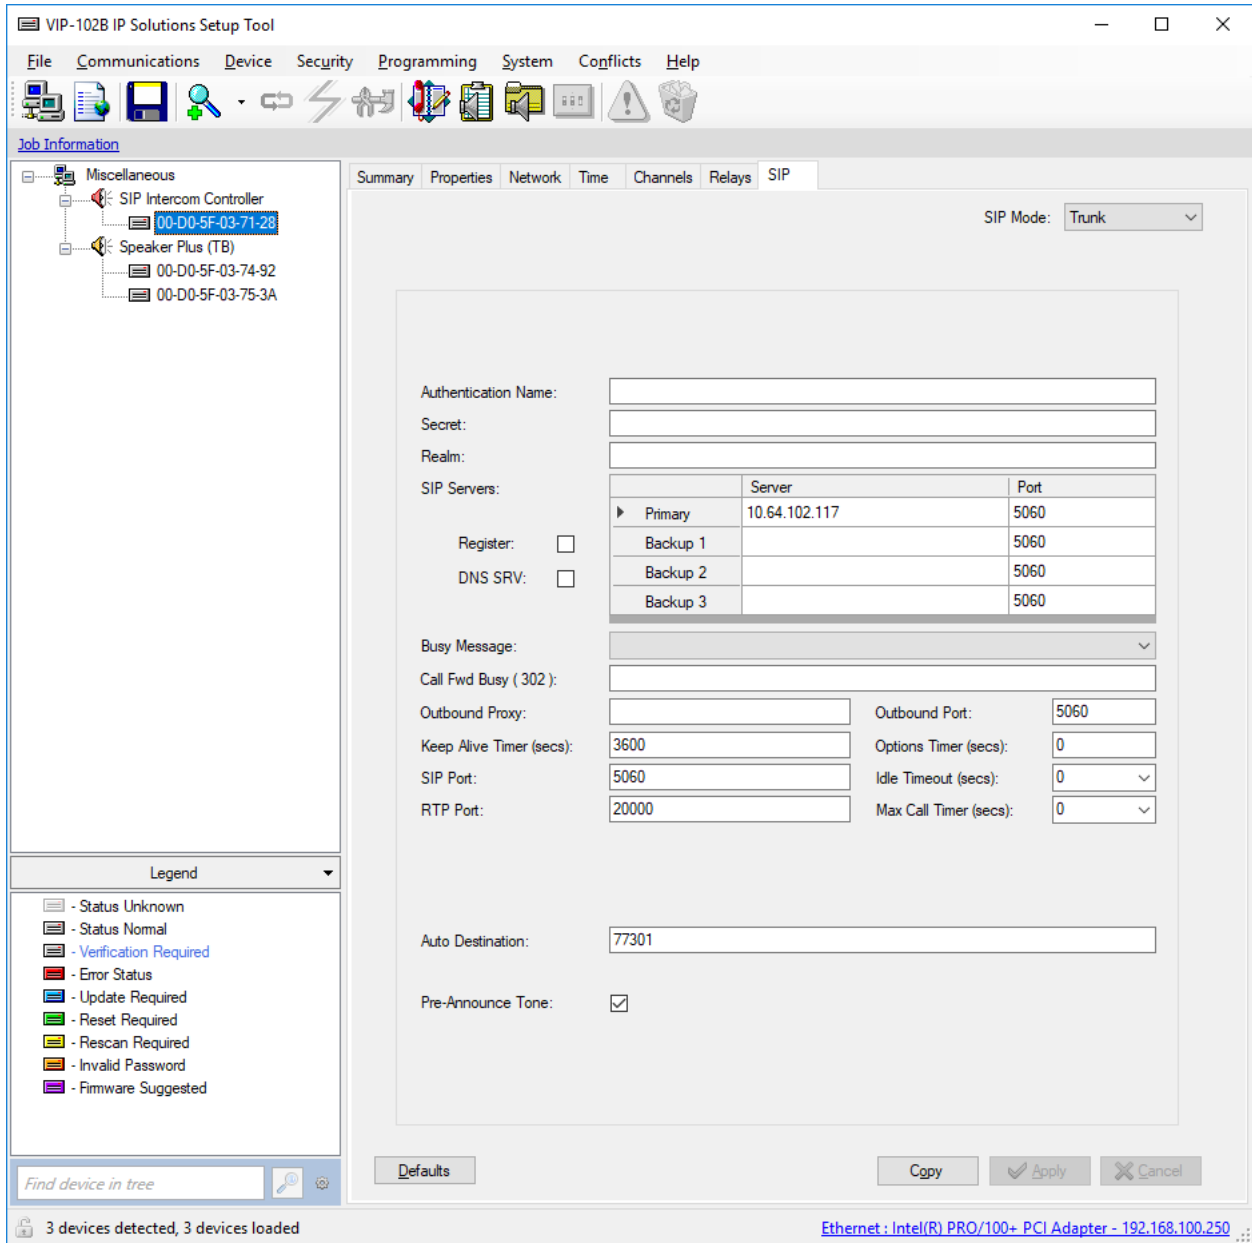 VIP-102B IP Solutions Setup Tool
File Communications Device Security Programming System Conflicts Help
Job Information
Miscellaneous
SIP Intercom Controller
00-D0-5F-03-71-28
Speaker Plus (TB)
00-D0-5F-03-74-92
00-D0-5F-03-75-3A
Summary Properties Network Time Channels Relays SIP
SIP Mode: Trunk
Authentication Name:
Secret:
Realm:
SIP Servers: Server Port
Primary 10.64.102.117 5060
Register: Backup 1 5060
DNS SRV: Backup 2 5060
Backup 3 5060
Busy Message:
Call Fwd Busy ( 302 ):
Outbound Proxy: Outbound Port: 5060
Keep Alive Timer (secs): 3600 Options Timer (secs): 0
SIP Port: 5060 Idle Timeout (secs): 0
RTP Port: 20000 Max Call Timer (secs): 0
Auto Destination: 77301
Pre-Announce Tone:
Legend
- Status Unknown
- Status Normal
- Verification Required
- Error Status
- Update Required
- Reset Required
- Rescan Required
- Invalid Password
- Firmware Suggested
Find device in tree
Defaults Copy Apply Cancel
3 devices detected, 3 devices loaded
Ethernet : Intel(R) PRO/100+ PCI Adapter - 192.168.100.250